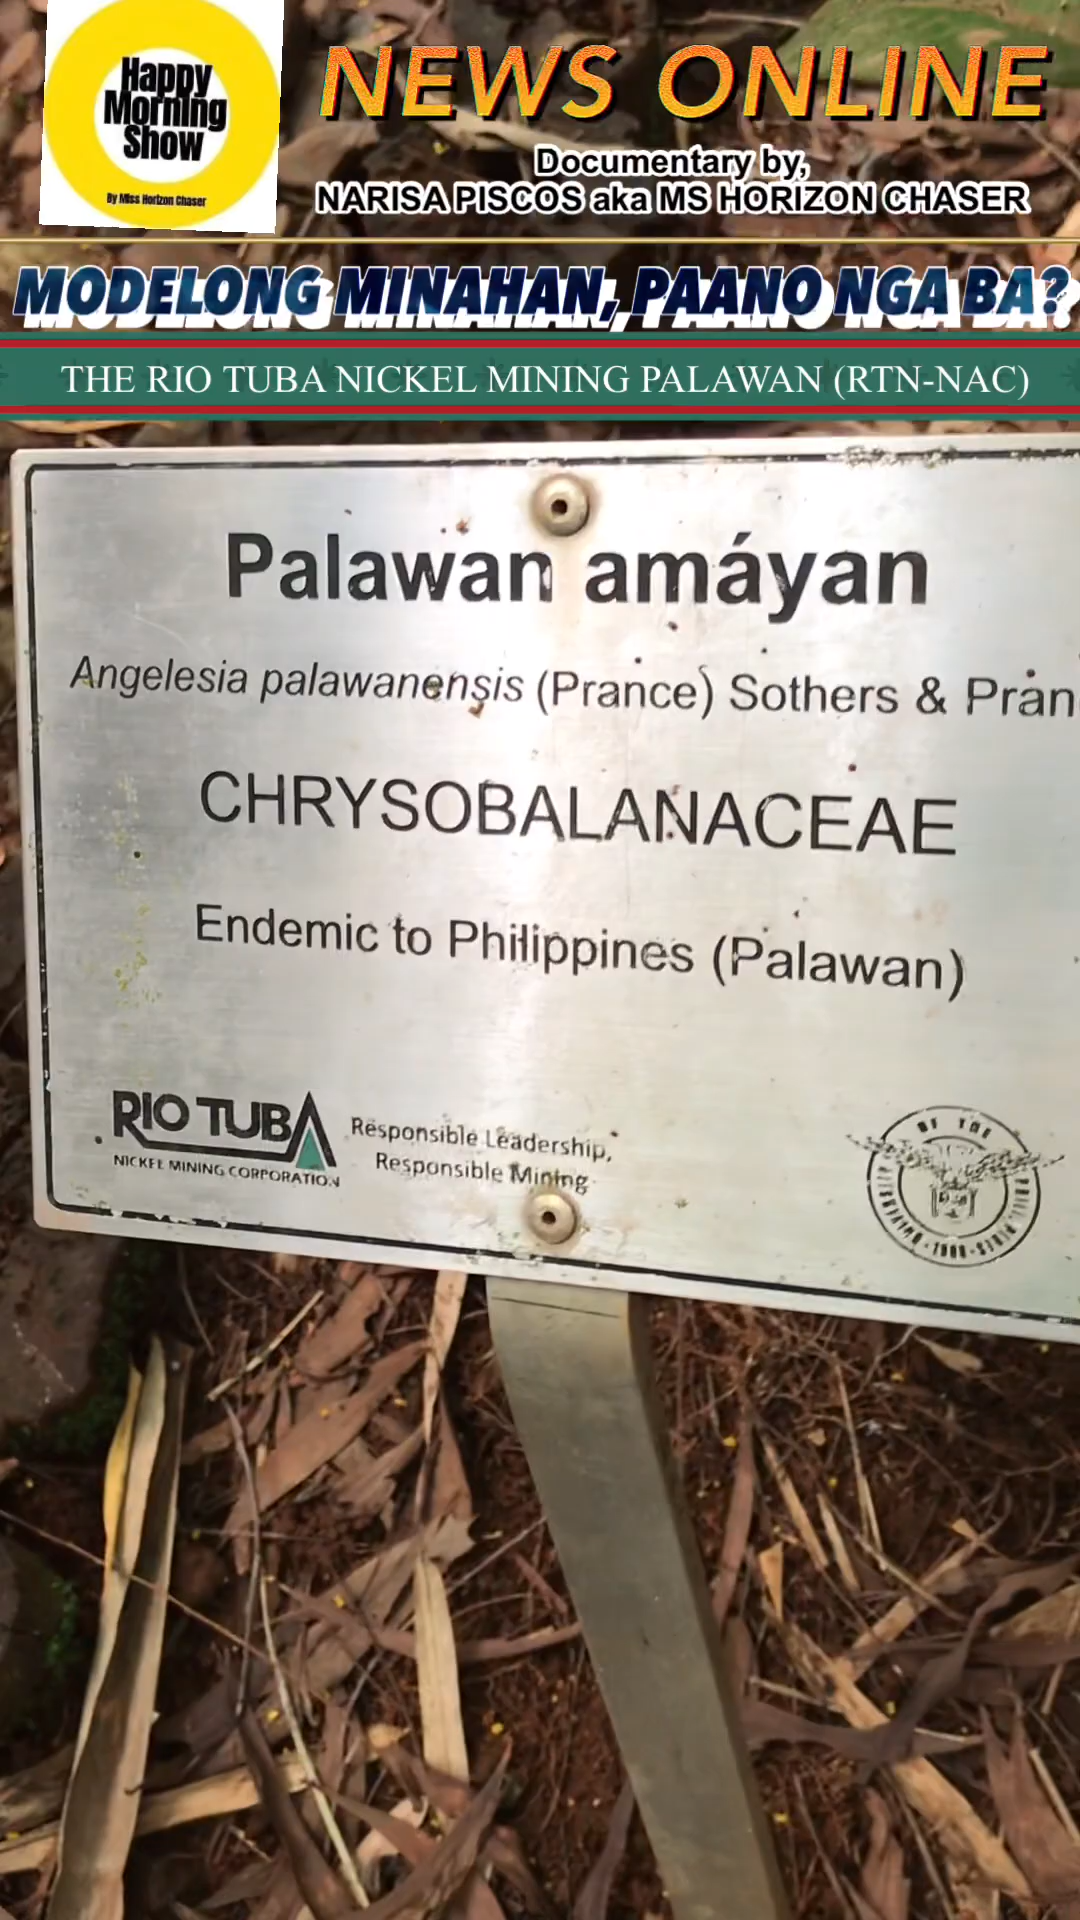 Happy
Morning
Show
By Miss Horizon Chaser
NEWS ONLINE
Documentary by,
NARISA PISCOS aka MS HORIZON CHASER
MODELONG MINAHAN, PAANO NGA BA?
THE RIO TUBA NICKEL MINING PALAWAN (RTN-NAC)
Palawan amáyan
Angelesia palawanensis (Prance) Sothers & Pran
CHRYSOBALANACEAE
Endemic to Philippines (Palawan)
RIO TUBA
NICKEL MINING CORPORATION
Responsible Leadership,
Responsible Mining
OF THE